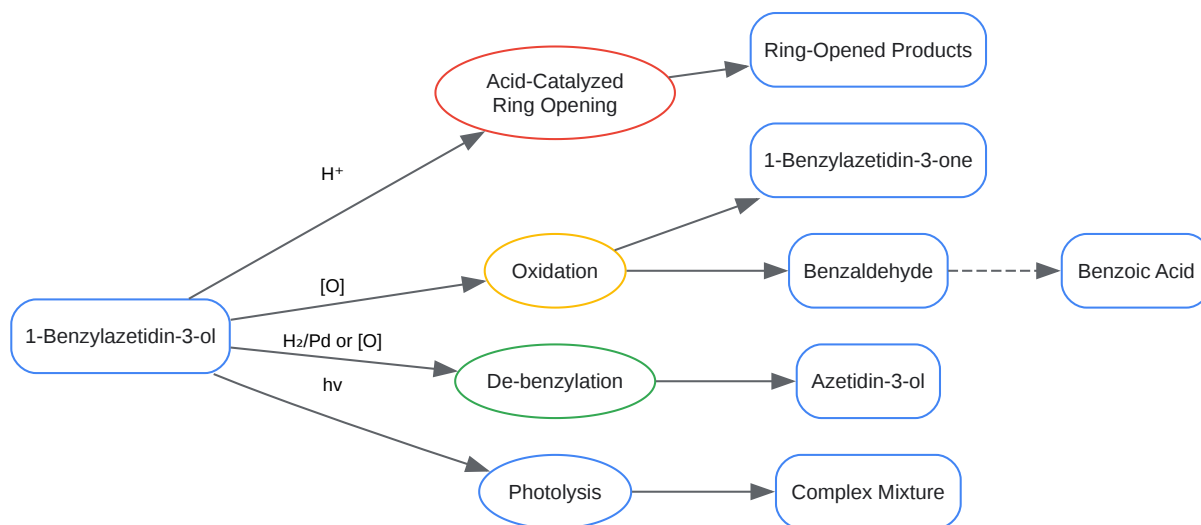 Ring-Opened Products
Acid-Catalyzed
Ring Opening
1-Benzylazetidin-3-one
H⁺
Oxidation
Benzaldehyde
Benzoic Acid
[O]
1-Benzylazetidin-3-ol
H₂/Pd or [O]
De-benzylation
Azetidin-3-ol
hv
Photolysis
Complex Mixture